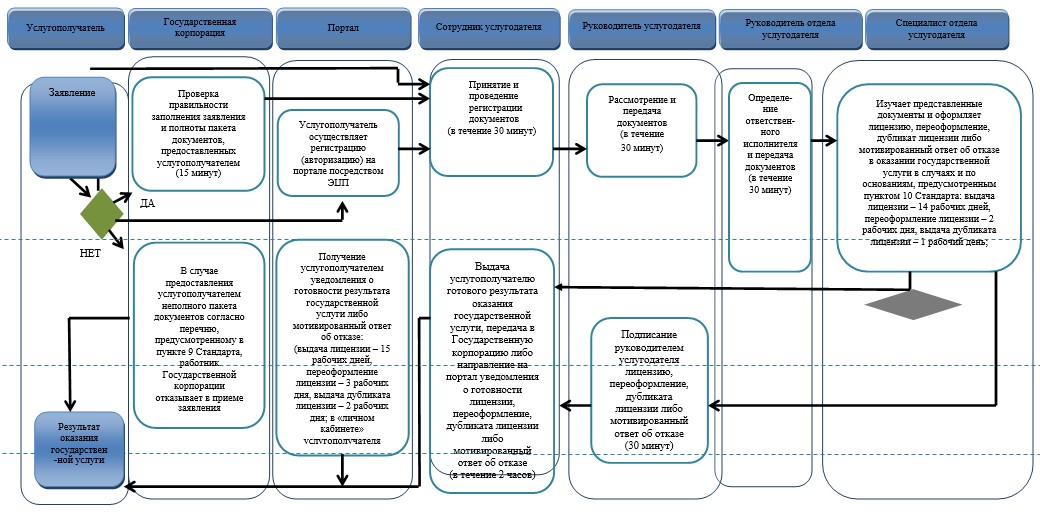 Услугополучатель
Государственная
корпорация
Портал
Сотрудник услугодателя
Руководитель услугодателя
Руководитель отдела
услугодателя
Специалист отдела
услугодателя
Заявление
ДА
НЕТ
Результат
оказания
государствен
-ной услуги
Проверка
правильности
заполнения заявления
и полноты пакета
документов,
предоставленных
услугополучателем
(15 минут)
В случае
предоставления
услугополучателем
неполного пакета
документов согласно
перечню,
предусмотренному в
пункте 9 Стандарта,
работник
Государственной
корпорации
отказывает в приеме
заявления
Услугополучатель
осуществляет
регистрацию
(авторизацию) на
портале посредством
ЭЦП
Получение
услугополучателем
уведомления о
готовности результата
государственной
услуги либо
мотивированный ответ
об отказе:
(выдача лицензии – 15
рабочих дней,
переоформление
лицензии – 3 рабочих
дня, выдача дубликата
лицензии – 2 рабочих
дня; в «личном
кабинете»
услугополучателя
Принятие и
проведение
регистрации
документов
(в течение 30 минут)
Выдача
услугополучателю
готового результата
оказания
государственной
услуги, передача в
Государственную
корпорацию либо
направление на
портал уведомления
о готовности
лицензии,
переоформление,
дубликата лицензии
либо
мотивированный
ответ об отказе
(в течение 2 часов)
Рассмотрение и
передача
документов
(в течение
30 минут)
Подписание
руководителем
услугодателя
лицензию,
переоформление,
дубликата
лицензии либо
мотивированный
ответ об отказе
(30 минут)
Определе-
ние
ответствен-
ного
исполнителя
и передача
документов
(в течение
30 минут)
Изучает представленные
документы и оформляет
лицензию, переоформление,
дубликат лицензии либо
мотивированный ответ об отказе
в оказании государственной
услуги в случаях и по
основаниям, предусмотренным
пунктом 10 Стандарта: выдача
лицензии – 14 рабочих дней,
переоформление лицензии – 2
рабочих дня, выдача дубликата
лицензии – 1 рабочий день;